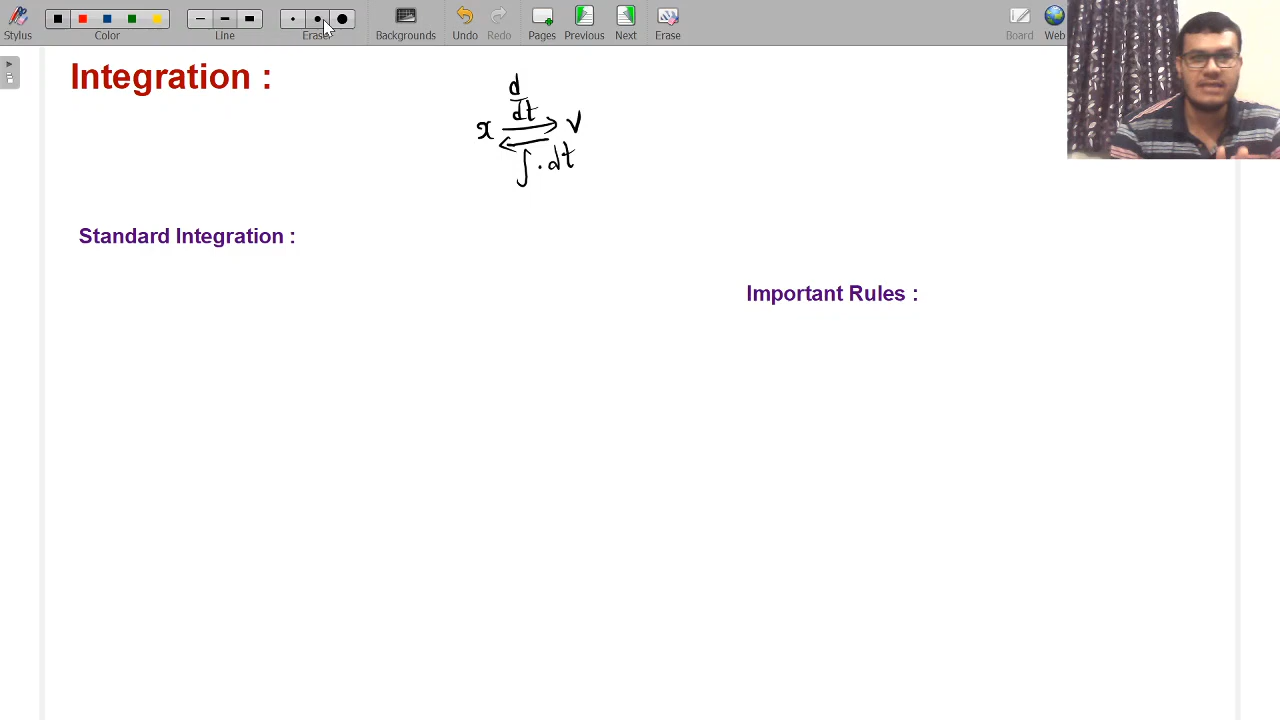 Stylus
Color
Line
Eraser
Backgrounds
Undo
Redo
Pages
Previous
Next
Erase
Board
Web
Integration :
d
dt
x
v
∫ . dt
Standard Integration :
Important Rules :